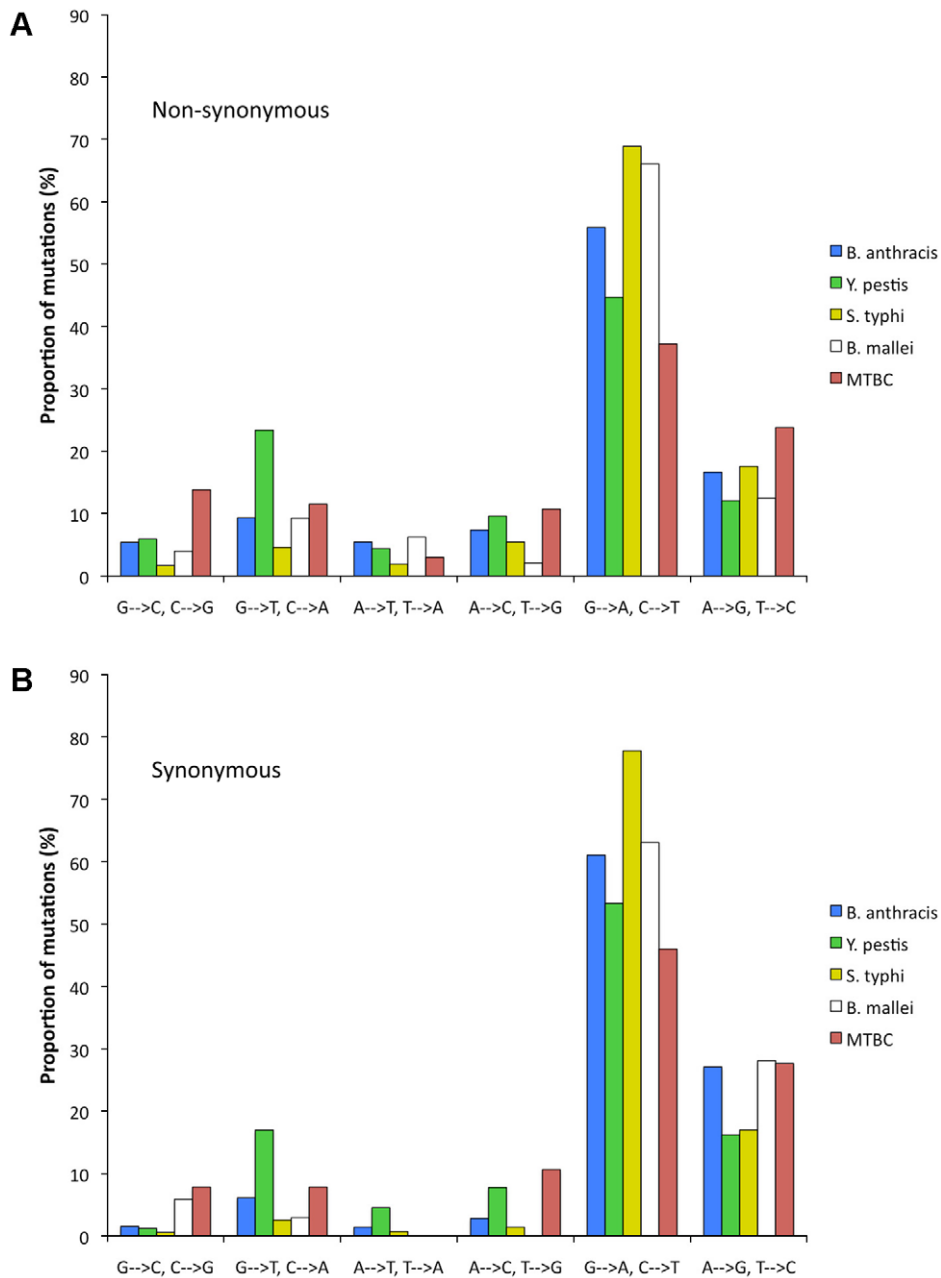 A
90
80
70
60
50
40
30
20
10
0
Proportion of mutations (%)
Non-synonymous
G-->C, C-->G
G-->T, C-->A
A-->T, T-->A
A-->C, T-->G
G-->A, C-->T
A-->G, T-->C
B. anthracis
Y. pestis
S. typhi
B. mallei
MTBC
B
90
80
70
60
50
40
30
20
10
0
Proportion of mutations (%)
Synonymous
G-->C, C-->G
G-->T, C-->A
A-->T, T-->A
A-->C, T-->G
G-->A, C-->T
A-->G, T-->C
B. anthracis
Y. pestis
S. typhi
B. mallei
MTBC